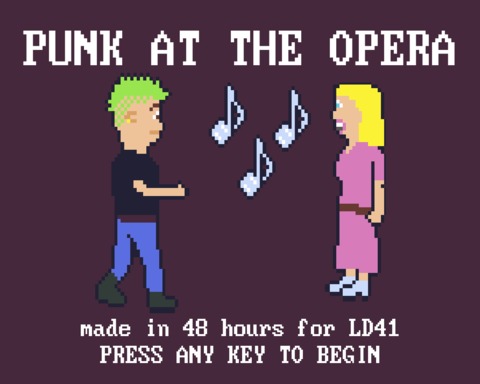 PUNK AT THE OPERA
made in 48 hours for LD41
PRESS ANY KEY TO BEGIN